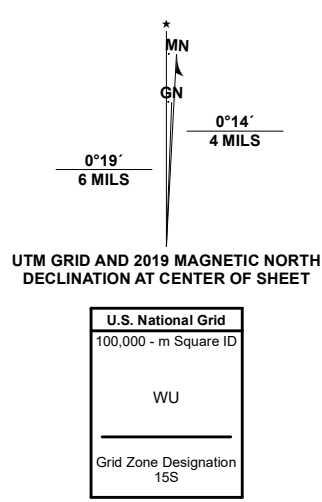 ★
MN
GN
0°14´
4 MILS
0°19´
6 MILS
UTM GRID AND 2019 MAGNETIC NORTH
DECLINATION AT CENTER OF SHEET
U.S. National Grid
100,000 - m Square ID
WU
Grid Zone Designation
15S